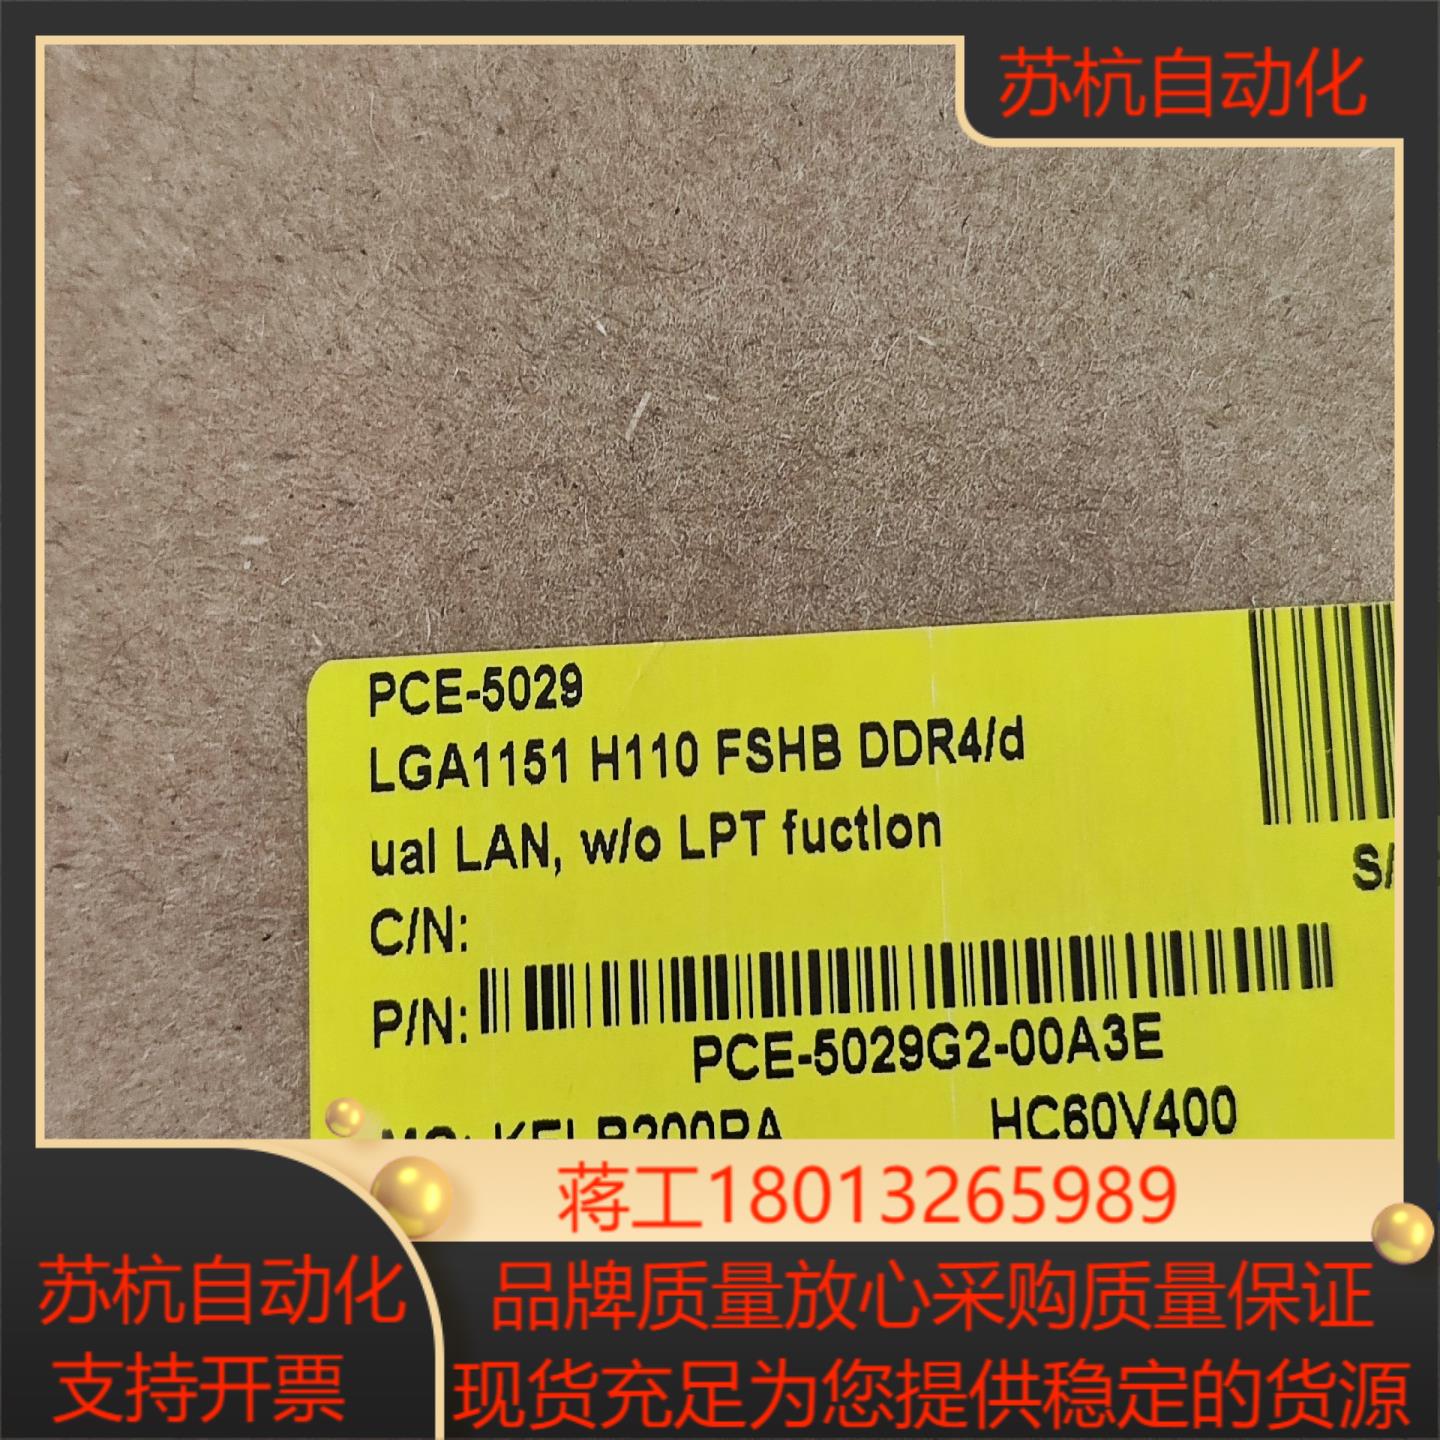 苏杭自动化
PCE-5029
LGA1151 H110 FSHB DDR4/d
ual LAN, w/o LPT fuctIon
S/
C/N:
P/N:
PCE-5029G2-00A3E
HC60V400
蒋工18013265989
苏杭自动化
支持开票
品牌质量放心采购质量保证
现货充足为您提供稳定的货源